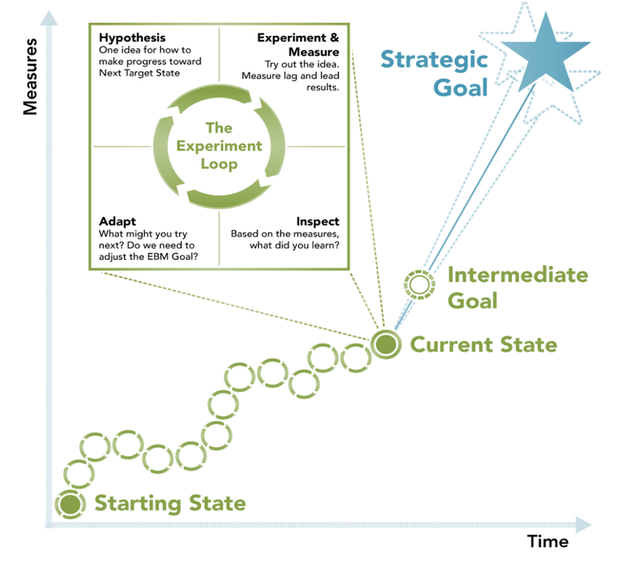 Measures
Hypothesis
One idea for how to
make progress toward
Next Target State
Experiment &
Measure
Try out the idea.
Measure lag and lead
results.
The
Experiment
Loop
Adapt
What might you try
next? Do we need to
adjust the EBM Goal?
Inspect
Based on the measures,
what did you learn?
Strategic
Goal
Intermediate
Goal
Current State
Starting State
Time